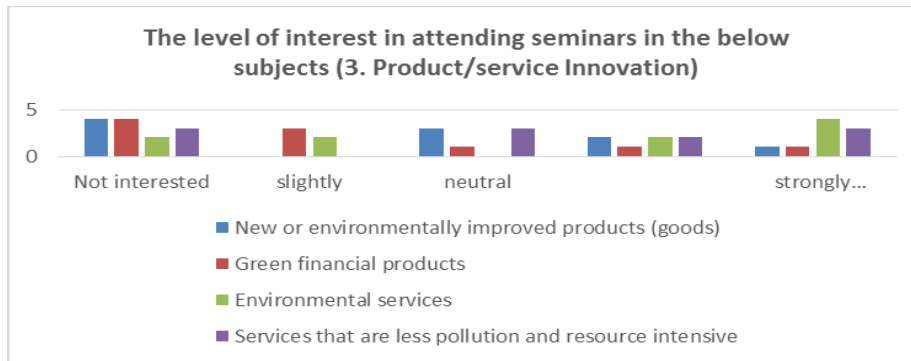 The level of interest in attending seminars in the below
subjects (3. Product/service Innovation)
5
0
Not interested
slightly
neutral
strongly...
New or environmentally improved products (goods)
Green financial products
Environmental services
Services that are less pollution and resource intensive